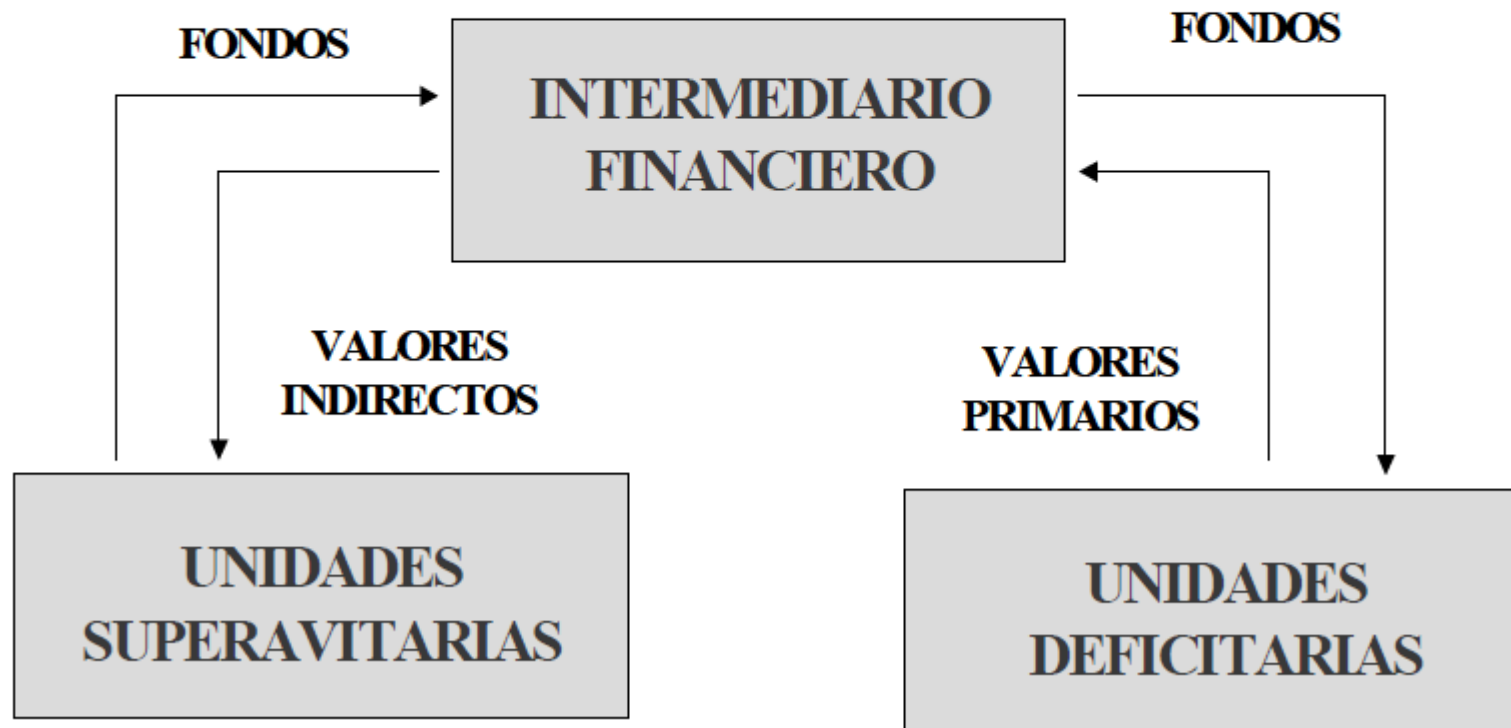 FONDOS
FONDOS
INTERMEDIARIO
FINANCIERO
VALORES
INDIRECTOS
VALORES
PRIMARIOS
UNIDADES
SUPERAVITARIAS
UNIDADES
DEFICITARIAS